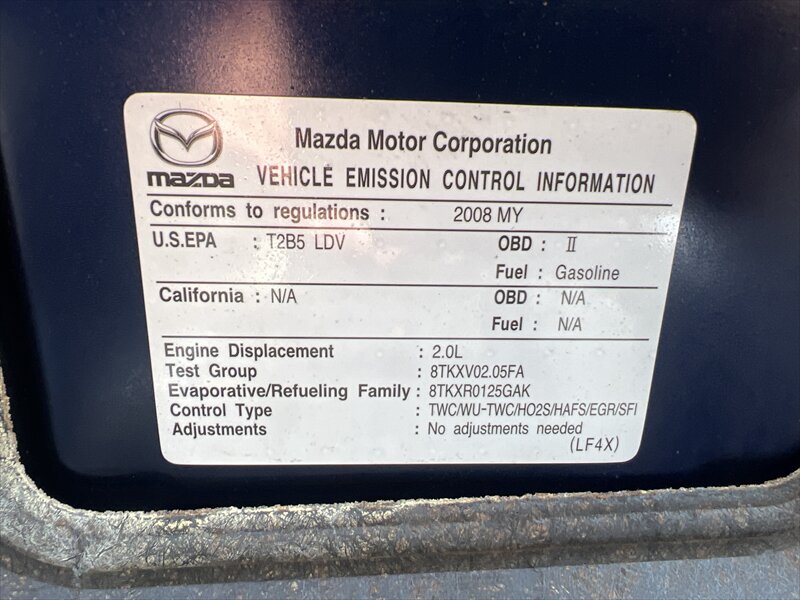 Mazda Motor Corporation
mazda VEHICLE EMISSION CONTROL INFORMATION
Conforms to regulations : 2008 MY
U.S.EPA : T2B5 LDV OBD : II
Fuel : Gasoline
California : N/A OBD : N/A
Fuel : N/A
Engine Displacement : 2.0L
Test Group : 8TKXV02.05FA
Evaporative/Refueling Family : 8TKXR0125GAK
Control Type : TWC/WU-TWC/HO2S/HAFS/EGR/SFI
Adjustments : No adjustments needed
(LF4X)